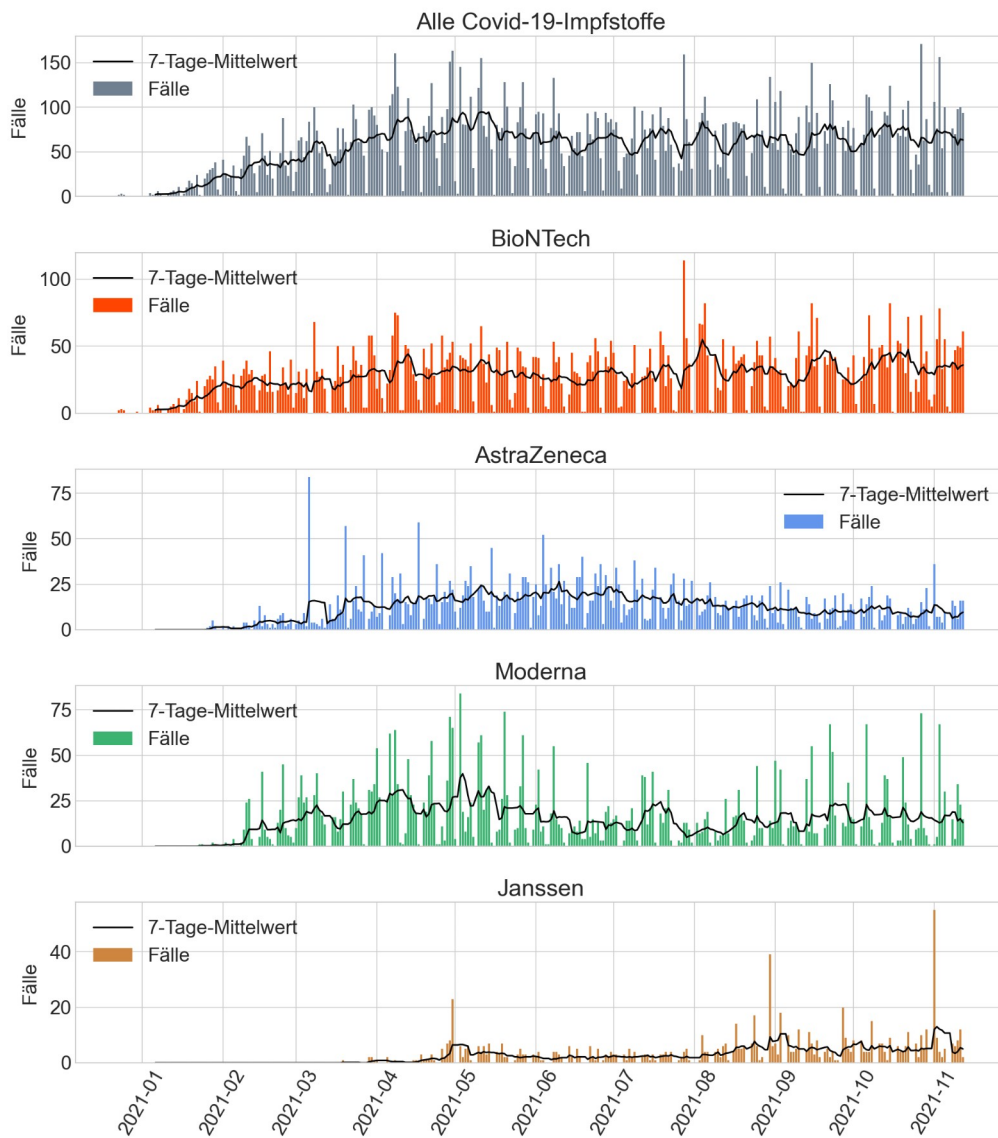 Alle Covid-19-Impfstoffe
Fälle
150
100
50
0
7-Tage-Mittelwert
Fälle
BioNTech
Fälle
100
50
0
7-Tage-Mittelwert
Fälle
AstraZeneca
Fälle
75
50
25
0
7-Tage-Mittelwert
Fälle
Moderna
Fälle
75
50
25
0
7-Tage-Mittelwert
Fälle
Janssen
Fälle
40
20
0
7-Tage-Mittelwert
Fälle
2021-01
2021-02
2021-03
2021-04
2021-05
2021-06
2021-07
2021-08
2021-09
2021-10
2021-11